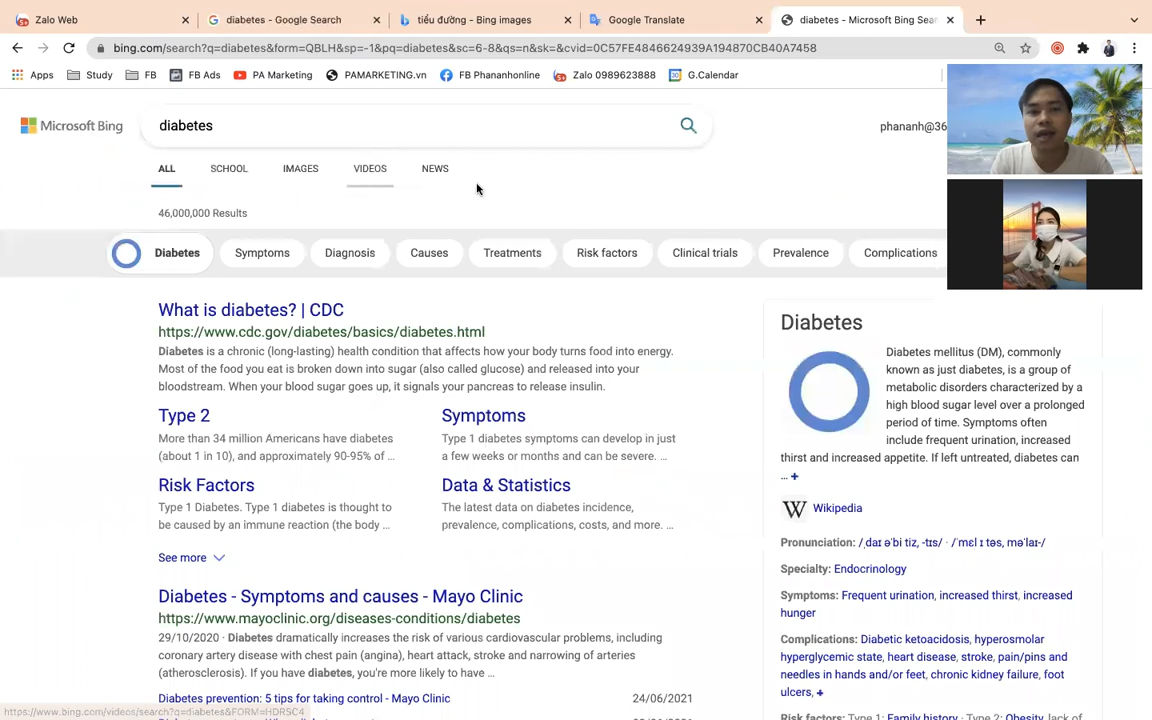 Zalo Web
diabetes - Google Search
tiểu đường - Bing images
Google Translate
diabetes - Microsoft Bing Sear
bing.com/search?q=diabetes&form=QBLH&sp=-1&pq=diabetes&sc=6-8&qs=n&sk=&cvid=0C57FE4846624939A194870CB40A7458
Apps
Study
FB
FB Ads
PA Marketing
PAMARKETING.vn
FB Phananhonline
Zalo 0989623888
G.Calendar
Microsoft Bing
diabetes
phananh@36
ALL
SCHOOL
IMAGES
VIDEOS
NEWS
46,000,000 Results
Diabetes
Symptoms
Diagnosis
Causes
Treatments
Risk factors
Clinical trials
Prevalence
Complications
What is diabetes? | CDC
https://www.cdc.gov/diabetes/basics/diabetes.html
Diabetes is a chronic (long-lasting) health condition that affects how your body turns food into energy.
Most of the food you eat is broken down into sugar (also called glucose) and released into your
bloodstream. When your blood sugar goes up, it signals your pancreas to release insulin.
Type 2
More than 34 million Americans have diabetes
(about 1 in 10), and approximately 90-95% of ...
Symptoms
Type 1 diabetes symptoms can develop in just
a few weeks or months and can be severe. ...
Risk Factors
Type 1 Diabetes. Type 1 diabetes is thought to
be caused by an immune reaction (the body ...
Data & Statistics
The latest data on diabetes incidence,
prevalence, complications, costs, and more. ...
See more
Diabetes - Symptoms and causes - Mayo Clinic
https://www.mayoclinic.org/diseases-conditions/diabetes
29/10/2020 · Diabetes dramatically increases the risk of various cardiovascular problems, including
coronary artery disease with chest pain (angina), heart attack, stroke and narrowing of arteries
(atherosclerosis). If you have diabetes, you're more likely to have ...
Diabetes prevention: 5 tips for taking control - Mayo Clinic
24/06/2021
https://www.bing.com/videos/search?q=diabetes&FORM=HDRSC4
Diabetes
Diabetes mellitus (DM), commonly
known as just diabetes, is a group of
metabolic disorders characterized by a
high blood sugar level over a prolonged
period of time. Symptoms often
include frequent urination, increased
thirst and increased appetite. If left untreated, diabetes can
... +
W Wikipedia
Pronunciation: /ˌdaɪ əˈbi tiz, -tɪs/ · /ˈmɛl ɪ təs, məˈlaɪ-/
Specialty: Endocrinology
Symptoms: Frequent urination, increased thirst, increased
hunger
Complications: Diabetic ketoacidosis, hyperosmolar
hyperglycemic state, heart disease, stroke, pain/pins and
needles in hands and/or feet, chronic kidney failure, foot
ulcers, +
Risk factors: Type 1: Family history · Type 2: Obesity, lack of